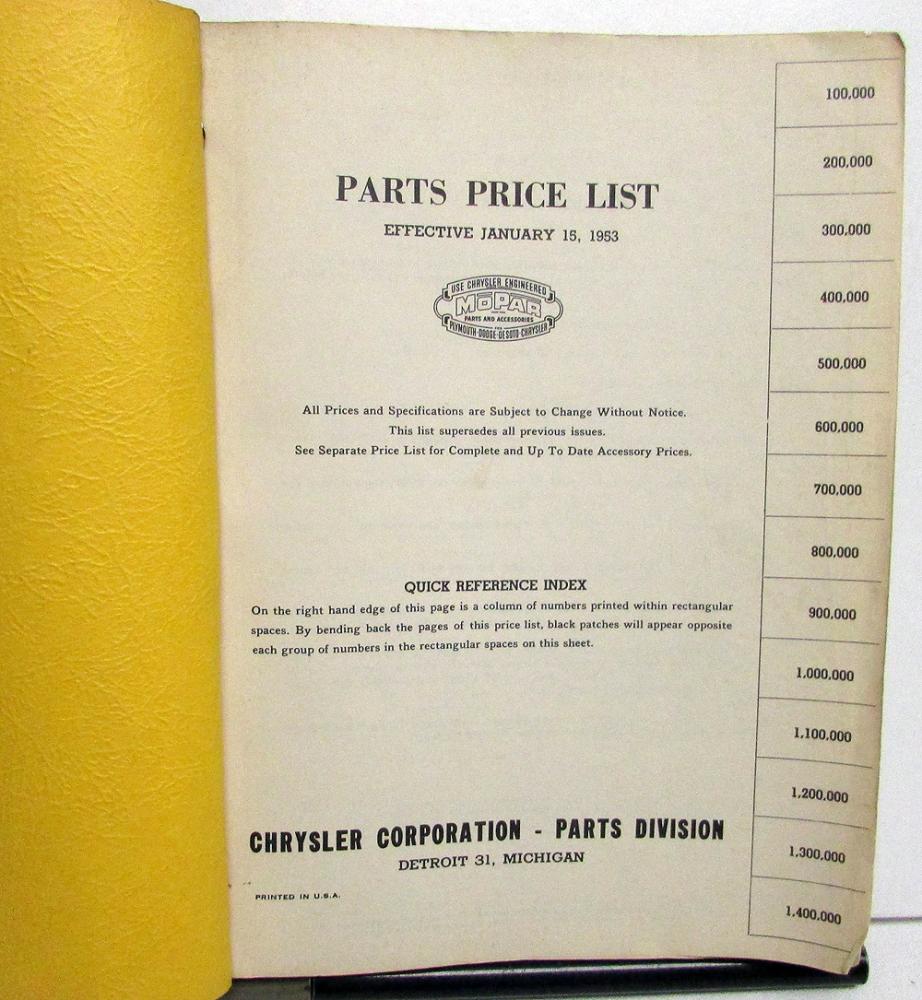 PARTS PRICE LIST
EFFECTIVE JANUARY 15, 1953
USE CHRYSLER ENGINEERED
MOPAR
PARTS AND ACCESSORIES
FOR
PLYMOUTH·DODGE·DESOTO·CHRYSLER
All Prices and Specifications are Subject to Change Without Notice.
This list supersedes all previous issues.
See Separate Price List for Complete and Up To Date Accessory Prices.
QUICK REFERENCE INDEX
On the right hand edge of this page is a column of numbers printed within rectangular
spaces. By bending back the pages of this price list, black patches will appear opposite
each group of numbers in the rectangular spaces on this sheet.
CHRYSLER CORPORATION - PARTS DIVISION
DETROIT 31, MICHIGAN
PRINTED IN U.S.A.
100,000
200,000
300,000
400,000
500,000
600,000
700,000
800,000
900,000
1,000,000
1,100,000
1,200,000
1,300,000
1,400,000